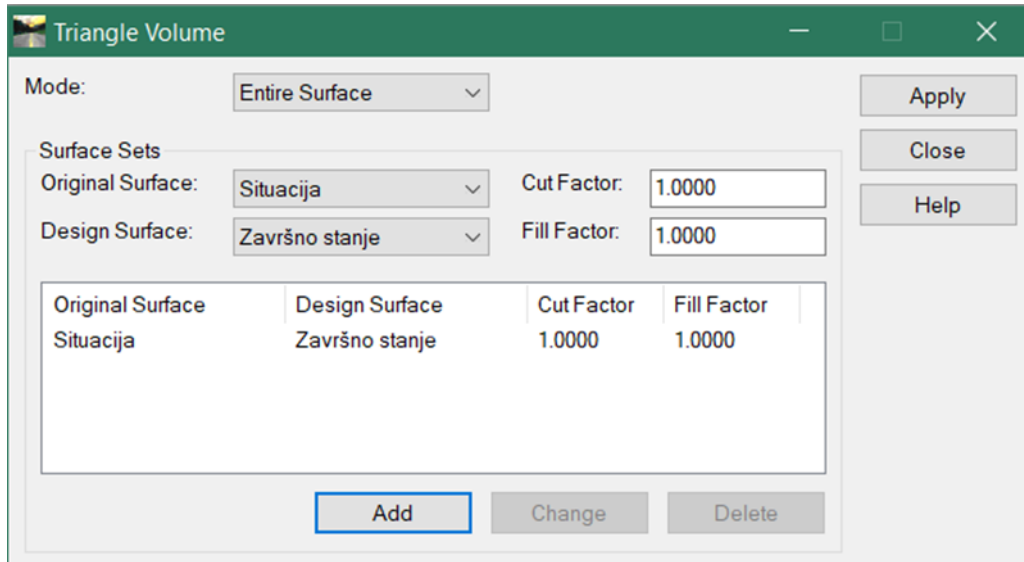 Triangle Volume
Mode: Entire Surface Apply
Surface Sets Close
Original Surface: Situacija Cut Factor: 1.0000 Help
Design Surface: Završno stanje Fill Factor: 1.0000
Original Surface Design Surface Cut Factor Fill Factor
Situacija Završno stanje 1.0000 1.0000
Add Change Delete